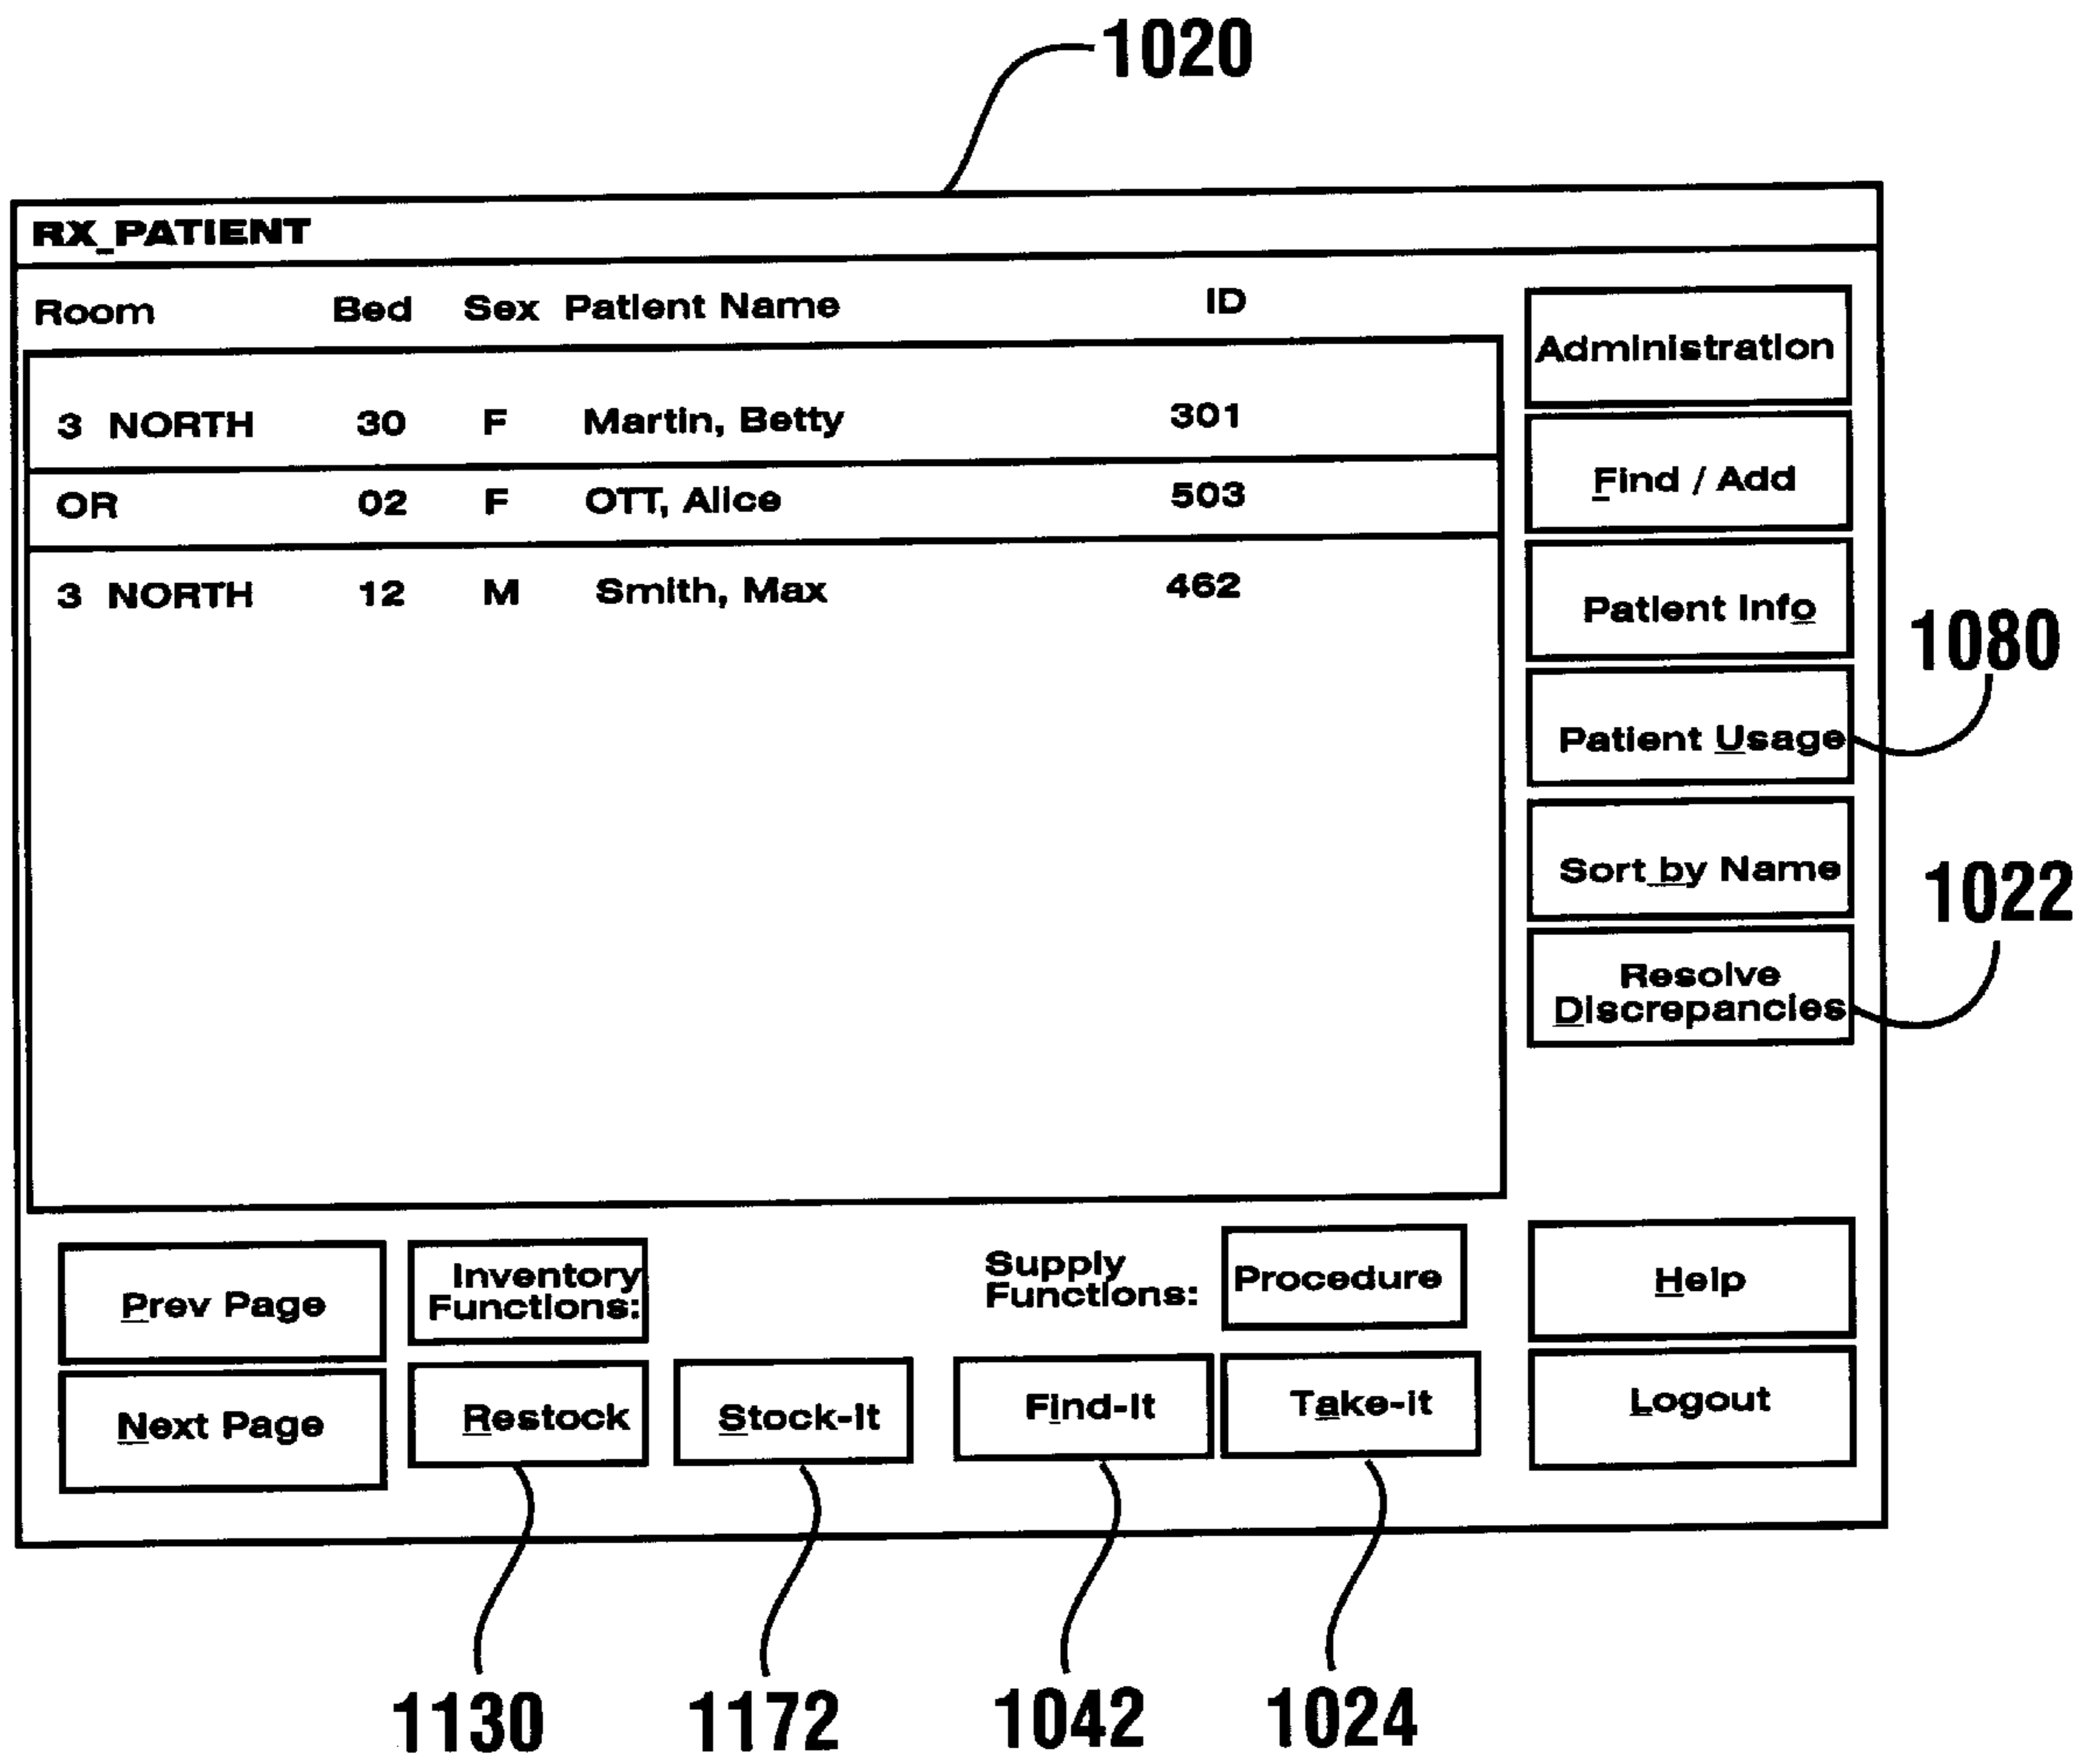 1020
RX_PATIENT
Room Bed Sex Patient Name ID
3 NORTH 30 F Martin, Betty 301
OR 02 F OTT, Alice 503
3 NORTH 12 M Smith, Max 462
Administration
Find / Add
Patient Info
1080
Patient Usage
Sort by Name
1022
Resolve
Discrepancies
Prev Page
Inventory
Functions:
Supply
Functions:
Procedure
Help
Next Page
Restock
Stock-It
Find-It
Take-it
Logout
1130 1172 1042 1024